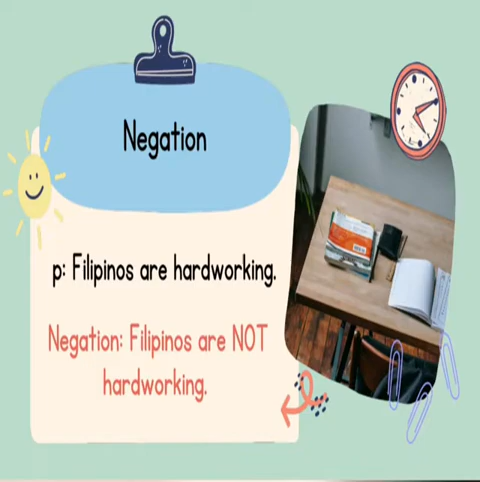 Negation
p: Filipinos are hardworking.
Negation: Filipinos are NOT
hardworking.